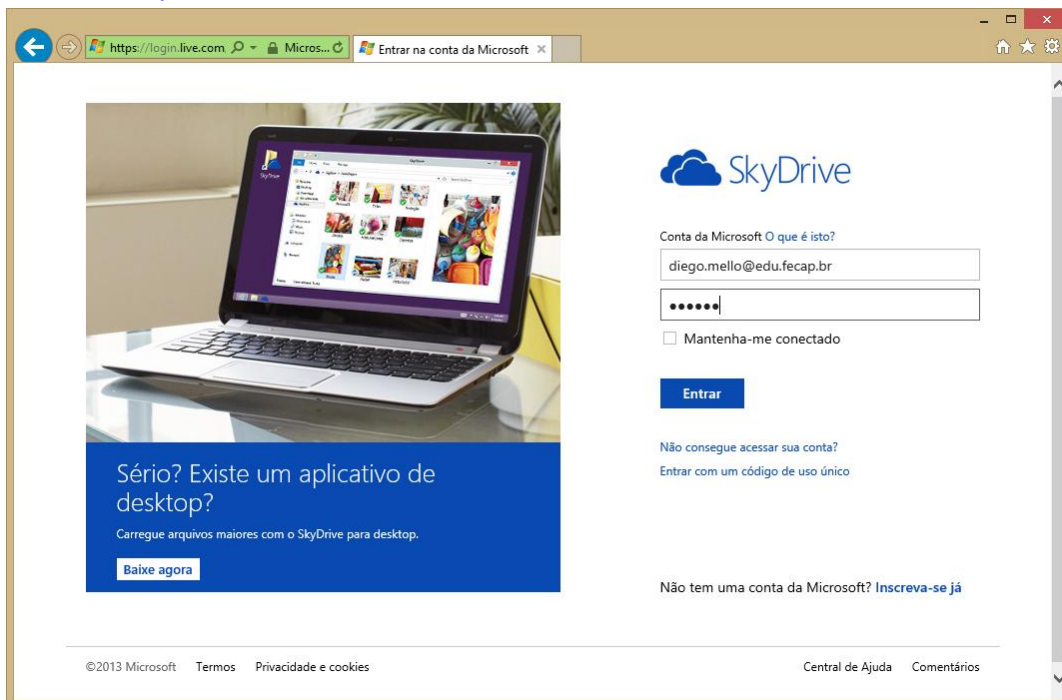 https://login.live.com
Micros...
Entrar na conta da Microsoft
SkyDrive
SkyDrive
Conta da Microsoft O que é isto?
diego.mello@edu.fecap.br
••••••
Mantenha-me conectado
Entrar
Não consegue acessar sua conta?
Entrar com um código de uso único
Sério? Existe um aplicativo de
desktop?
Carregue arquivos maiores com o SkyDrive para desktop.
Baixe agora
Não tem uma conta da Microsoft? Inscreva-se já
©2013 Microsoft Termos Privacidade e cookies Central de Ajuda Comentários